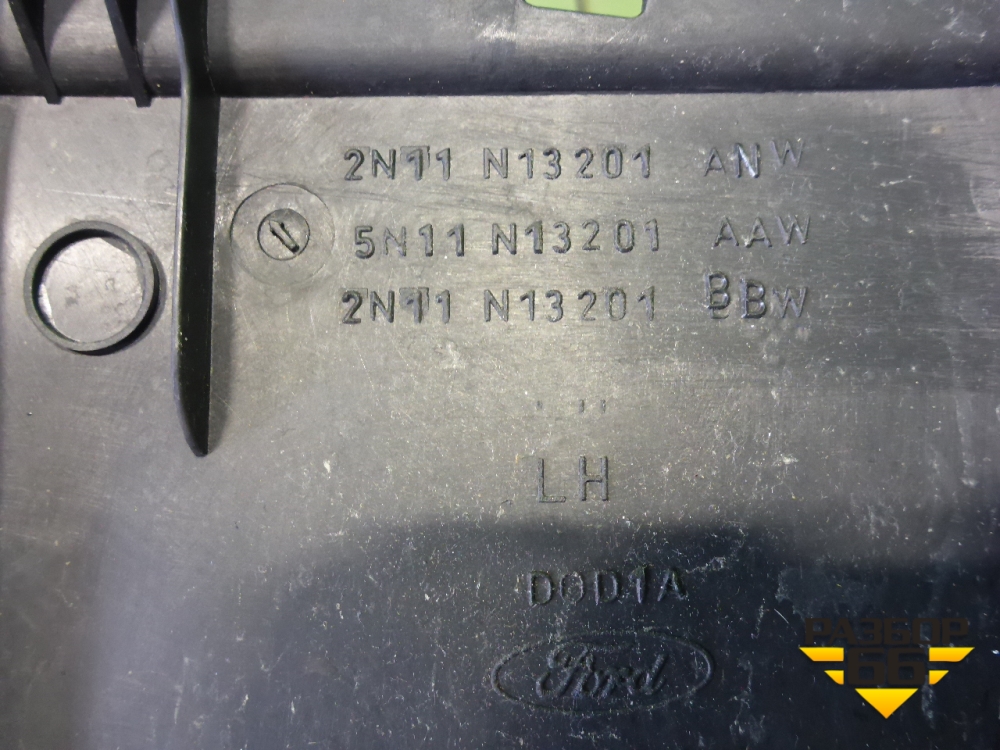 2N11 N13201 ANW
5N11 N13201 AAW
2N11 N13201 BBW
LH
D0D1A
Ford
РАЗБОР
66